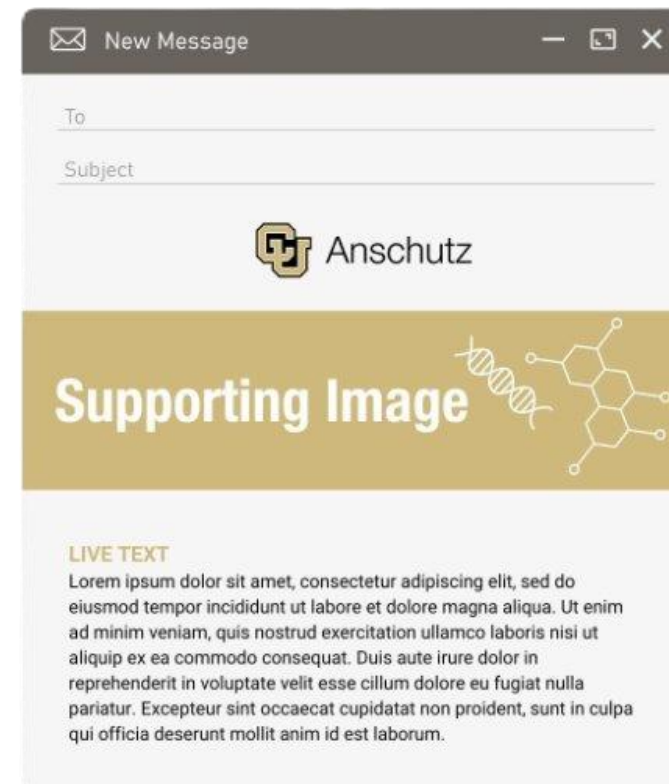 New Message
To
Subject
CU Anschutz
Supporting Image
LIVE TEXT
Lorem ipsum dolor sit amet, consectetur adipiscing elit, sed do
eiusmod tempor incididunt ut labore et dolore magna aliqua. Ut enim
ad minim veniam, quis nostrud exercitation ullamco laboris nisi ut
aliquip ex ea commodo consequat. Duis aute irure dolor in
reprehenderit in voluptate velit esse cillum dolore eu fugiat nulla
pariatur. Excepteur sint occaecat cupidatat non proident, sunt in culpa
qui officia deserunt mollit anim id est laborum.